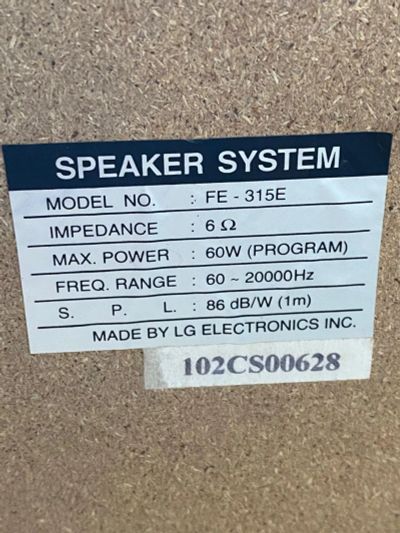 SPEAKER SYSTEM
MODEL NO. : FE - 315E
IMPEDANCE : 6 Ω
MAX. POWER : 60W (PROGRAM)
FREQ. RANGE : 60 ~ 20000Hz
S. P. L. : 86 dB/W (1m)
MADE BY LG ELECTRONICS INC.
102CS00628